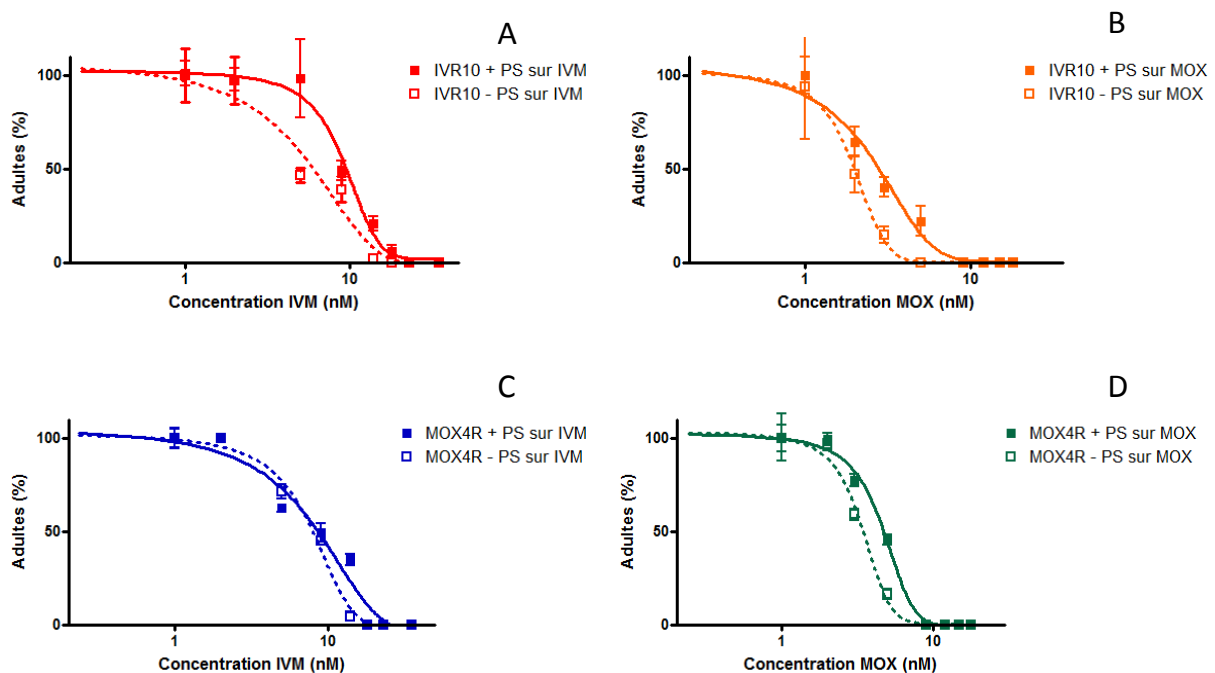 A
IVR10 + PS sur IVM
IVR10 - PS sur IVM
Adultes (%)
100
50
0
1
10
Concentration IVM (nM)
B
IVR10 + PS sur MOX
IVR10 - PS sur MOX
Adultes (%)
100
50
0
1
10
Concentration MOX (nM)
C
MOX4R + PS sur IVM
MOX4R - PS sur IVM
Adultes (%)
100
50
0
1
10
Concentration IVM (nM)
D
MOX4R + PS sur MOX
MOX4R - PS sur MOX
Adultes (%)
100
50
0
1
10
Concentration MOX (nM)